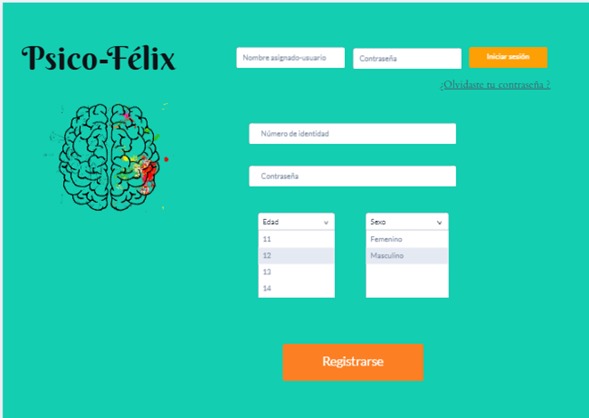 Psico-Félix
Nombre asignado-usuario
Contraseña
Iniciar sesión
¿Olvidaste tu contraseña ?
Número de identidad
Contraseña
Edad
11
12
13
14
Sexo
Femenino
Masculino
Registrarse